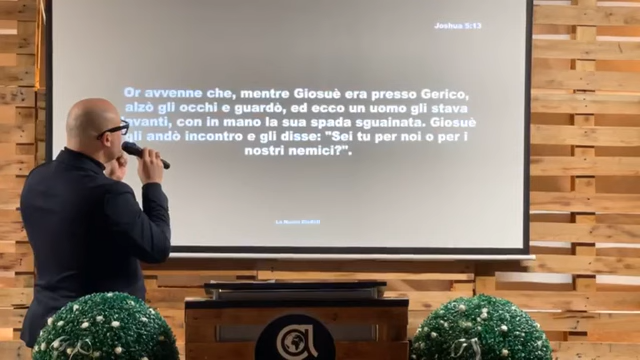 Joshua 5:13
Or avvenne che, mentre Giosuè era presso Gerico,
alzò gli occhi e guardò, ed ecco un uomo gli stava
avanti, con in mano la sua spada sguainata. Giosuè
gli andò incontro e gli disse: "Sei tu per noi o per i
nostri nemici?".
La Nuova Diodati